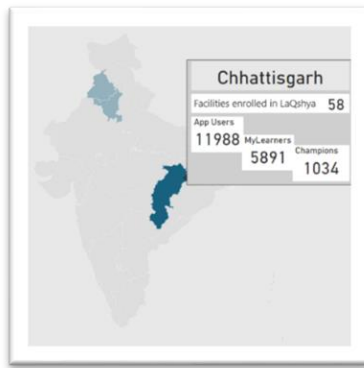 Chhattisgarh
Facilities enrolled in LaQshya 58
App Users
11988
MyLearners
5891
Champions
1034